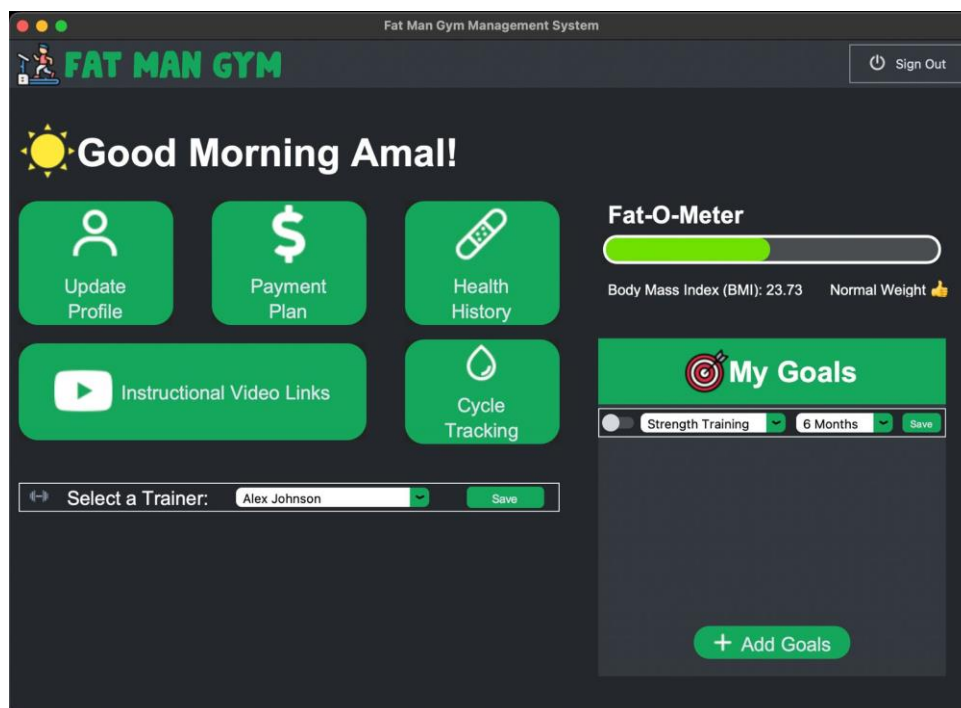 Fat Man Gym Management System
FAT MAN GYM
Sign Out
Good Morning Amal!
Update
Profile
Payment
Plan
Health
History
Instructional Video Links
Cycle
Tracking
Select a Trainer:
Alex Johnson
Save
Fat-O-Meter
Body Mass Index (BMI): 23.73
Normal Weight 👍
My Goals
Strength Training
6 Months
Save
+ Add Goals